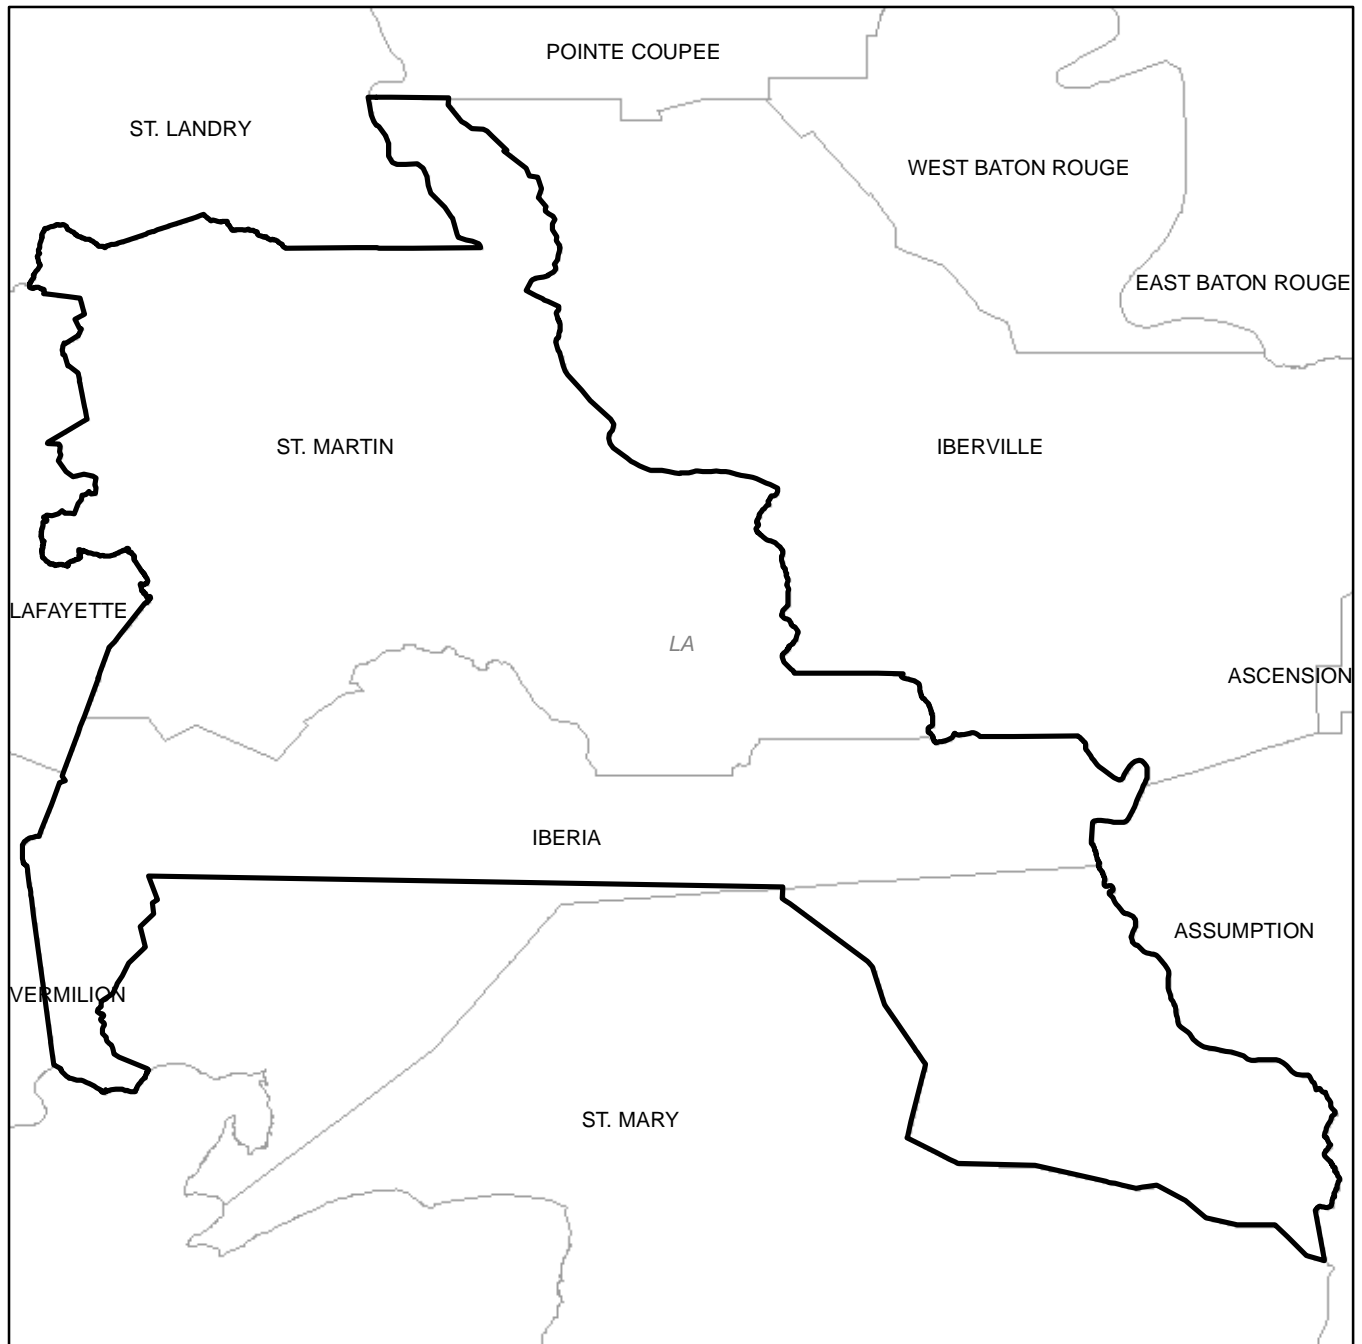 POINTE COUPEE
ST. LANDRY
WEST BATON ROUGE
EAST BATON ROUGE
ST. MARTIN
IBERVILLE
LAFAYETTE
LA
ASCENSION
IBERIA
ASSUMPTION
VERMILION
ST. MARY